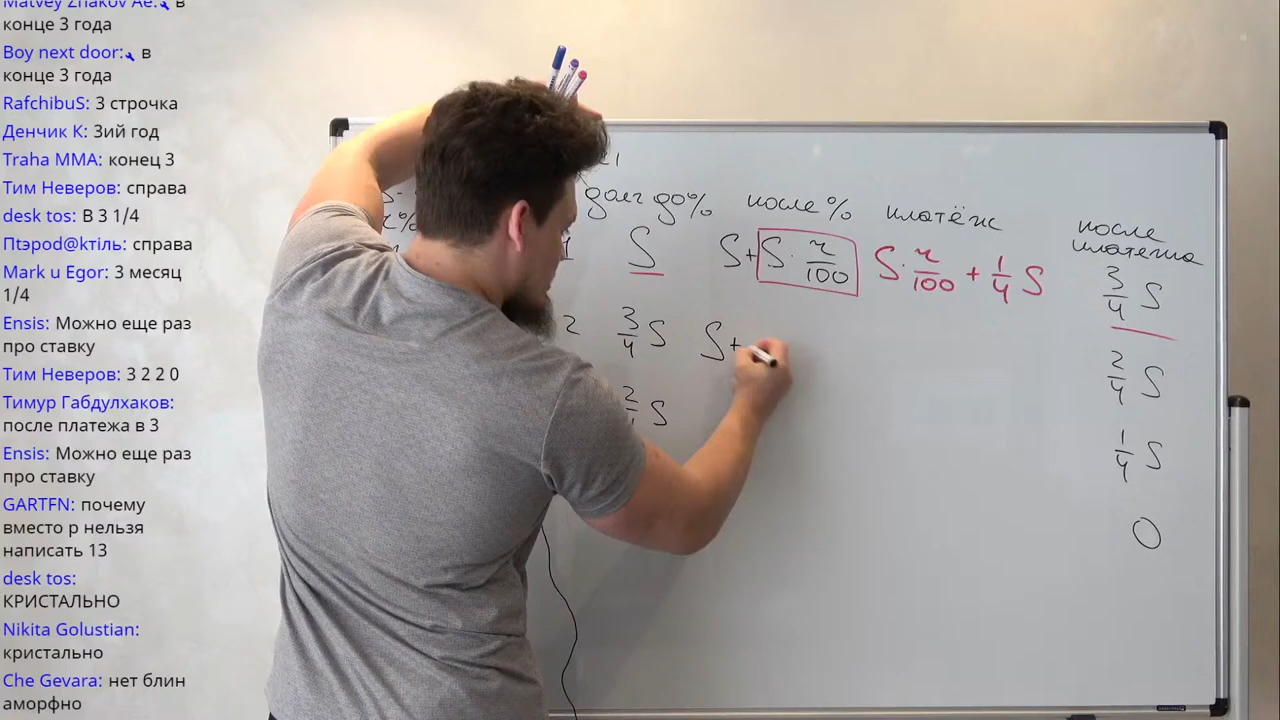 Matvey Znakov Ae: в
конце 3 года
Boy next door: в
конце 3 года
RafchibuS: 3 строчка
Денчик К: 3ий год
Traha MMA: конец 3
Тим Неверов: справа
desk tos: В 3 1/4
Птэрод@ктiль: справа
Mark u Egor: 3 месяц
1/4
Ensis: Можно еще раз
про ставку
Тим Неверов: 3 2 2 0
Тимур Габдулхаков:
после платежа в 3
Ensis: Можно еще раз
про ставку
GARTFN: почему
вместо р нельзя
написать 13
desk tos:
КРИСТАЛЬНО
Nikita Golustian:
кристально
Che Gevara: нет блин
аморфно
долг до % после % платёж после платежа
1 S S+S·r/100 S·r/100+1/4 S 3/4 S
2 3/4 S S+ 2/4 S
S 1/4 S
0